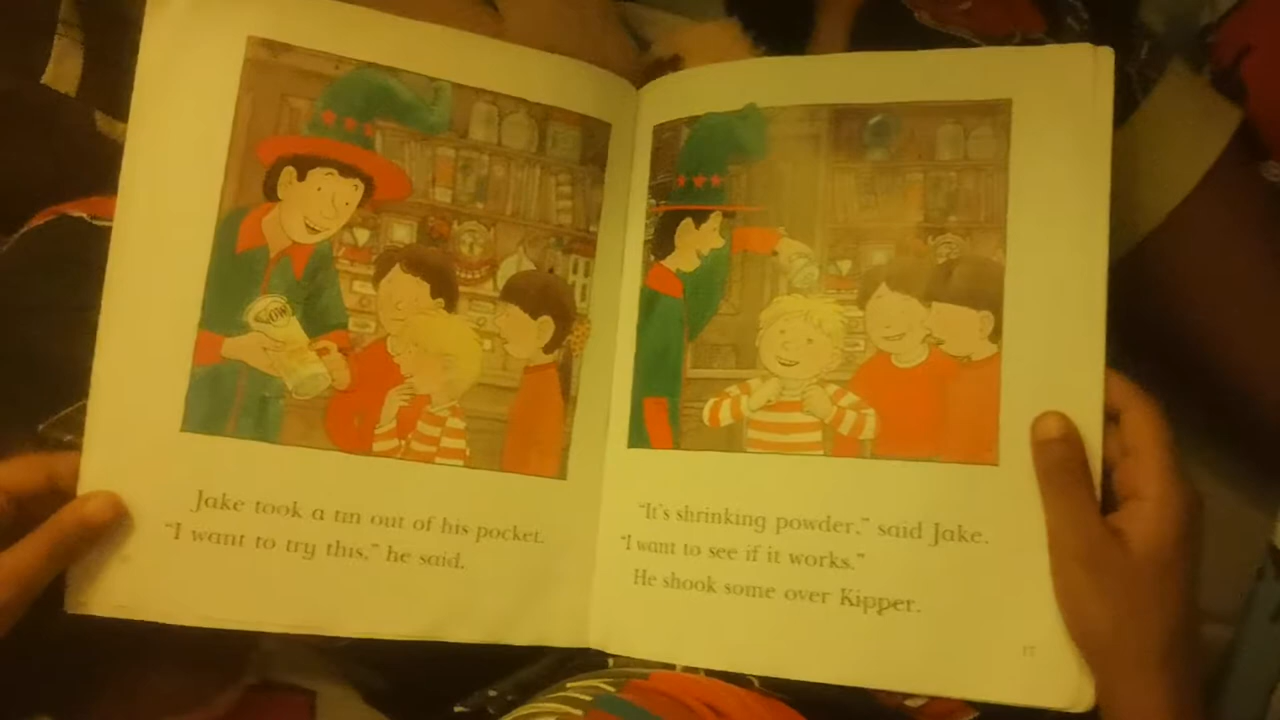 WOW
Jake took a tin out of his pocket.
“I want to try this,” he said.
“It's shrinking powder,” said Jake.
“I want to see if it works.”
He shook some over Kipper.
17